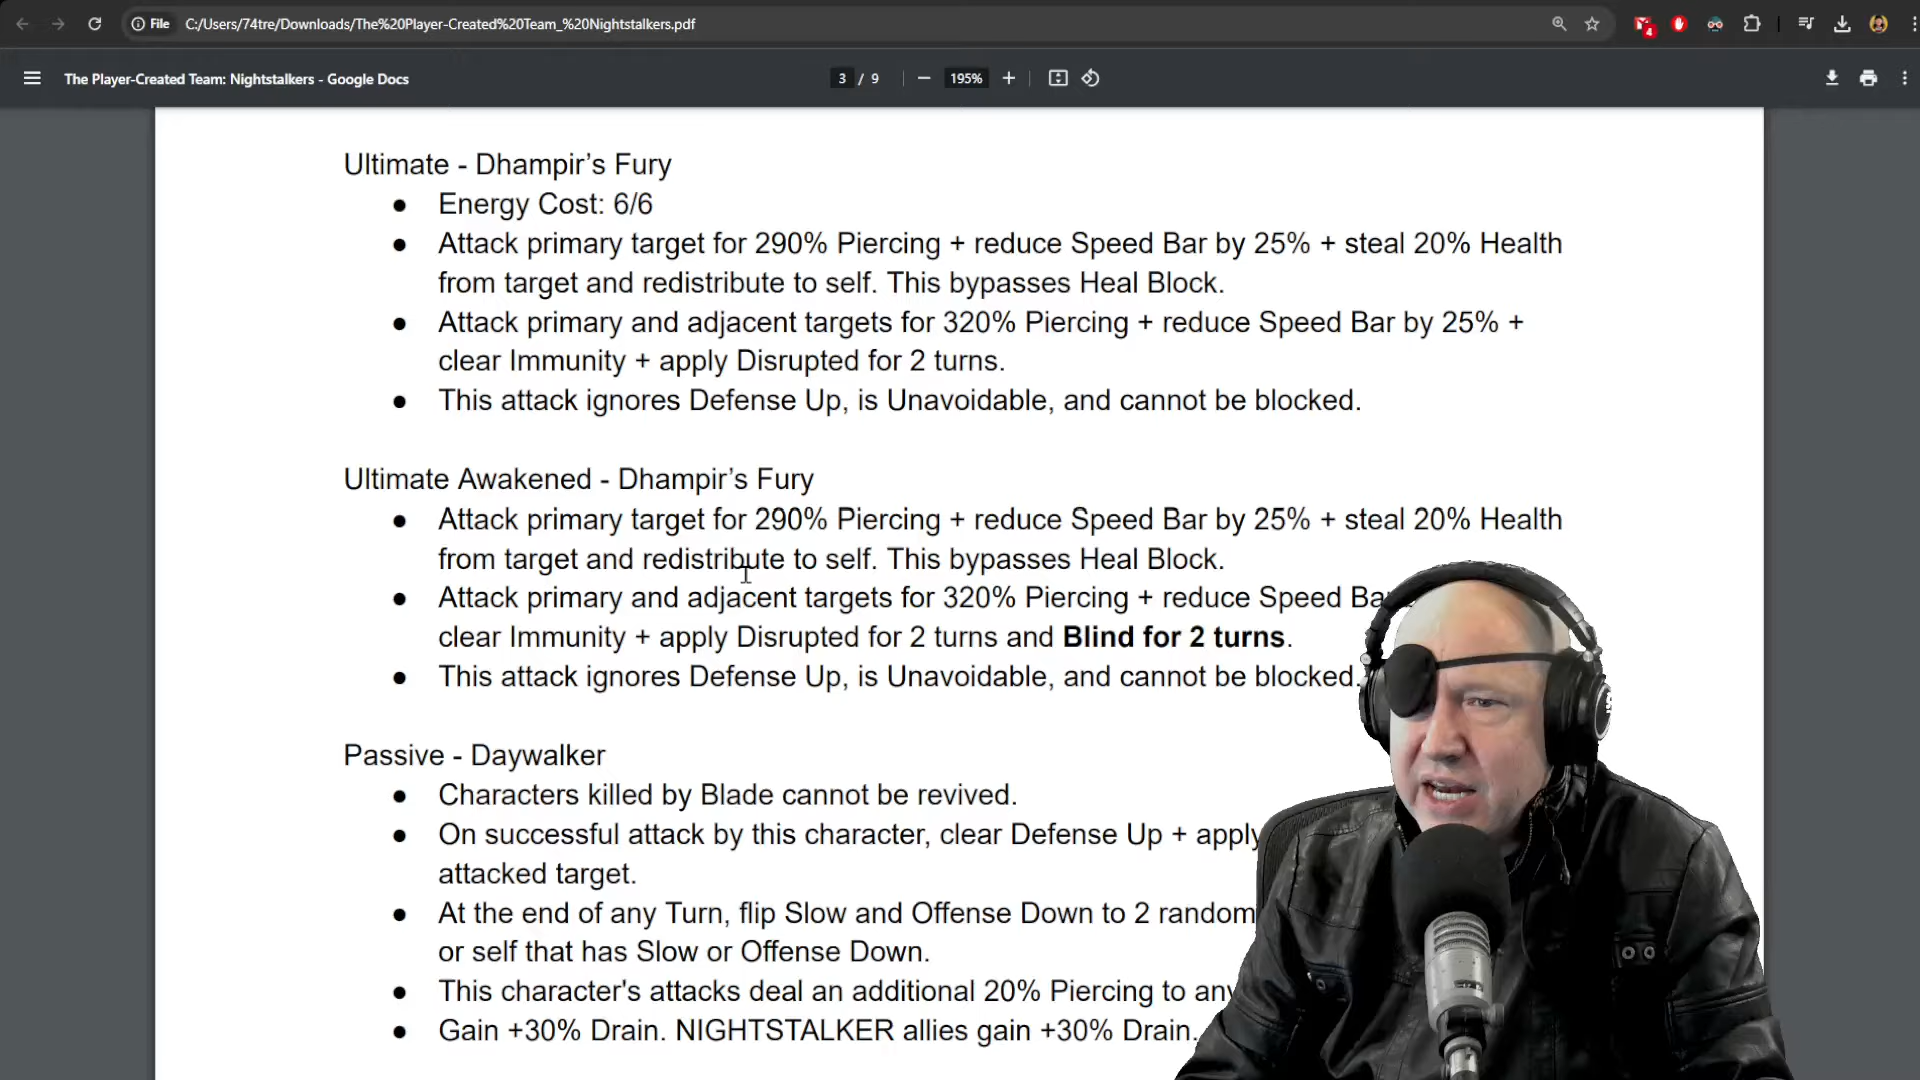 File C:/Users/74tre/Downloads/The%20Player-Created%20Team_%20Nightstalkers.pdf
4
The Player-Created Team: Nightstalkers - Google Docs 3 / 9 195%
Ultimate - Dhampir’s Fury
● Energy Cost: 6/6
● Attack primary target for 290% Piercing + reduce Speed Bar by 25% + steal 20% Health
from target and redistribute to self. This bypasses Heal Block.
● Attack primary and adjacent targets for 320% Piercing + reduce Speed Bar by 25% +
clear Immunity + apply Disrupted for 2 turns.
● This attack ignores Defense Up, is Unavoidable, and cannot be blocked.
Ultimate Awakened - Dhampir’s Fury
● Attack primary target for 290% Piercing + reduce Speed Bar by 25% + steal 20% Health
from target and redistribute to self. This bypasses Heal Block.
● Attack primary and adjacent targets for 320% Piercing + reduce Speed
clear Immunity + apply Disrupted for 2 turns and Blind for 2 turns.
● This attack ignores Defense Up, is Unavoidable, and cannot be blocked.
Passive - Daywalker
● Characters killed by Blade cannot be revived.
● On successful attack by this character, clear Defense Up + apply
attacked target.
● At the end of any Turn, flip Slow and Offense Down to 2 random
or self that has Slow or Offense Down.
● This character's attacks deal an additional 20% Piercing to any
● Gain +30% Drain. NIGHTSTALKER allies gain +30% Drain.